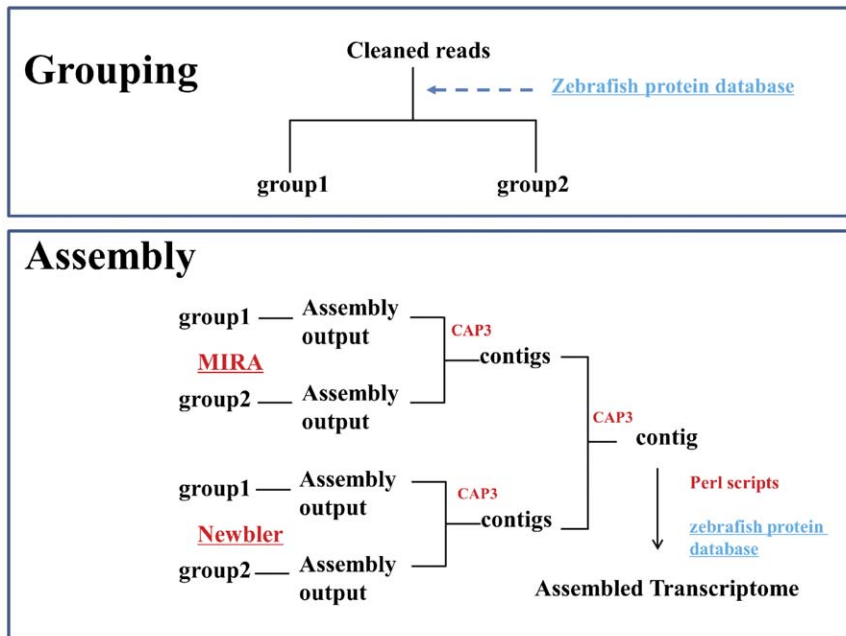 Grouping
Cleaned reads
Zebrafish protein database
group1
group2
Assembly
group1
Assembly
output
MIRA
CAP3
contigs
group2
Assembly
output
CAP3
contig
group1
Assembly
output
Newbler
CAP3
contigs
group2
Assembly
output
Perl scripts
zebrafish protein
database
Assembled Transcriptome